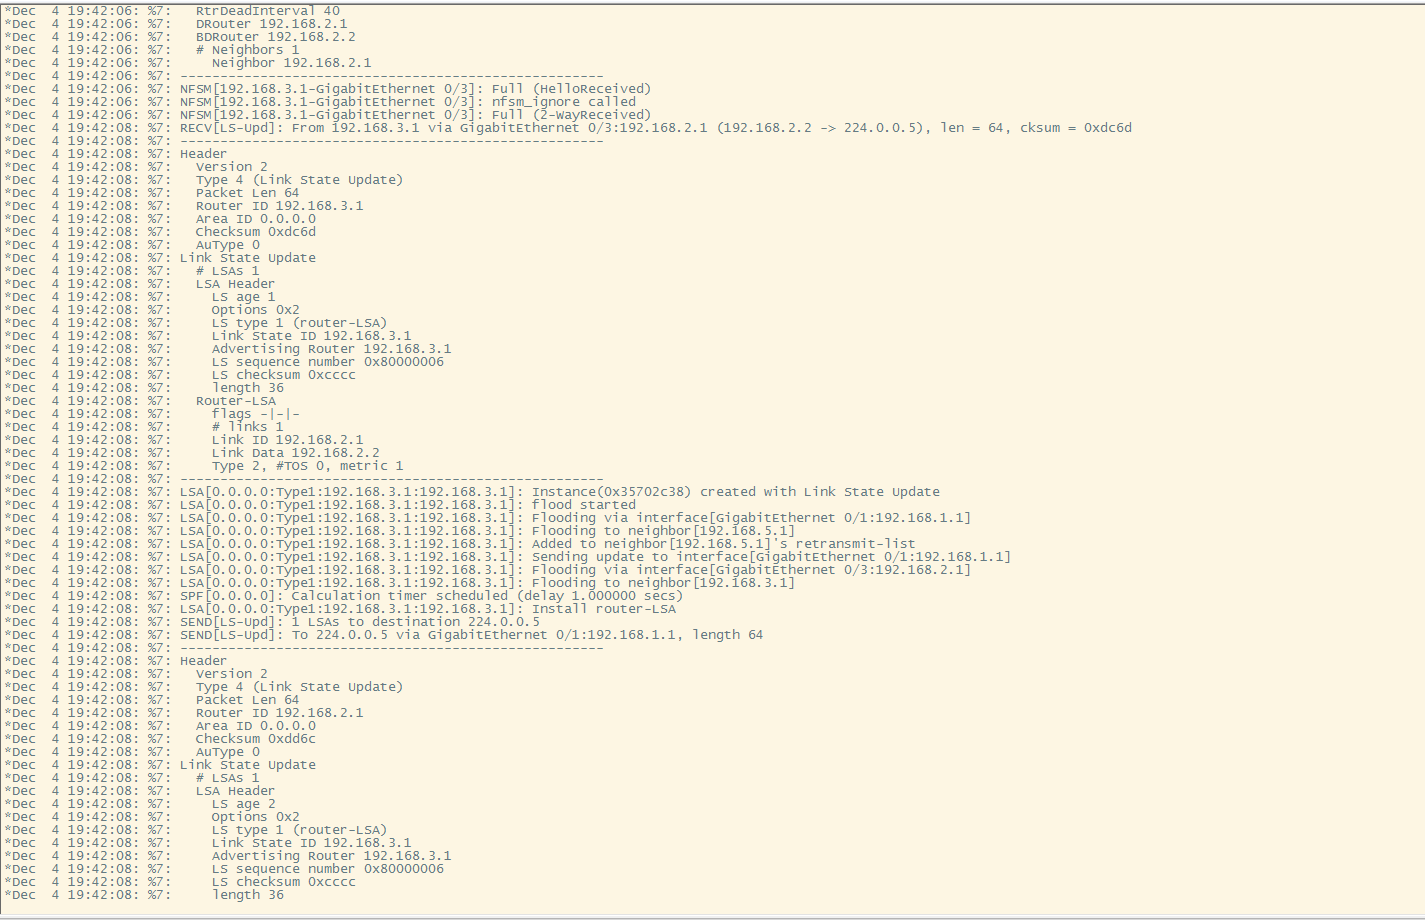 *Dec  4 19:42:06: %7:   RtrDeadInterval 40
*Dec  4 19:42:06: %7:   DRouter 192.168.2.1
*Dec  4 19:42:06: %7:   BDRouter 192.168.2.2
*Dec  4 19:42:06: %7:   # Neighbors 1
*Dec  4 19:42:06: %7:     Neighbor 192.168.2.1
*Dec  4 19:42:06: %7: -----------------------------------------------------
*Dec  4 19:42:06: %7: NFSM[192.168.3.1-GigabitEthernet 0/3]: Full (HelloReceived)
*Dec  4 19:42:06: %7: NFSM[192.168.3.1-GigabitEthernet 0/3]: nfsm_ignore called
*Dec  4 19:42:06: %7: NFSM[192.168.3.1-GigabitEthernet 0/3]: Full (2-WayReceived)
*Dec  4 19:42:08: %7: RECV[LS-Upd]: From 192.168.3.1 via GigabitEthernet 0/3:192.168.2.1 (192.168.2.2 -> 224.0.0.5), len = 64, cksum = 0xdc6d
*Dec  4 19:42:08: %7: -----------------------------------------------------
*Dec  4 19:42:08: %7: Header
*Dec  4 19:42:08: %7:   Version 2
*Dec  4 19:42:08: %7:   Type 4 (Link State Update)
*Dec  4 19:42:08: %7:   Packet Len 64
*Dec  4 19:42:08: %7:   Router ID 192.168.3.1
*Dec  4 19:42:08: %7:   Area ID 0.0.0.0
*Dec  4 19:42:08: %7:   Checksum 0xdc6d
*Dec  4 19:42:08: %7:   AuType 0
*Dec  4 19:42:08: %7: Link State Update
*Dec  4 19:42:08: %7:   # LSAs 1
*Dec  4 19:42:08: %7:   LSA Header
*Dec  4 19:42:08: %7:     LS age 1
*Dec  4 19:42:08: %7:     Options 0x2
*Dec  4 19:42:08: %7:     LS type 1 (router-LSA)
*Dec  4 19:42:08: %7:     Link State ID 192.168.3.1
*Dec  4 19:42:08: %7:     Advertising Router 192.168.3.1
*Dec  4 19:42:08: %7:     LS sequence number 0x80000006
*Dec  4 19:42:08: %7:     LS checksum 0xcccc
*Dec  4 19:42:08: %7:     length 36
*Dec  4 19:42:08: %7:   Router-LSA
*Dec  4 19:42:08: %7:     flags -|-|-
*Dec  4 19:42:08: %7:     # links 1
*Dec  4 19:42:08: %7:     Link ID 192.168.2.1
*Dec  4 19:42:08: %7:     Link Data 192.168.2.2
*Dec  4 19:42:08: %7:     Type 2, #TOS 0, metric 1
*Dec  4 19:42:08: %7: -----------------------------------------------------
*Dec  4 19:42:08: %7: LSA[0.0.0.0:Type1:192.168.3.1:192.168.3.1]: Instance(0x35702c38) created with Link State Update
*Dec  4 19:42:08: %7: LSA[0.0.0.0:Type1:192.168.3.1:192.168.3.1]: flood started
*Dec  4 19:42:08: %7: LSA[0.0.0.0:Type1:192.168.3.1:192.168.3.1]: Flooding via interface[GigabitEthernet 0/1:192.168.1.1]
*Dec  4 19:42:08: %7: LSA[0.0.0.0:Type1:192.168.3.1:192.168.3.1]: Flooding to neighbor[192.168.5.1]
*Dec  4 19:42:08: %7: LSA[0.0.0.0:Type1:192.168.3.1:192.168.3.1]: Added to neighbor[192.168.5.1]'s retransmit-list
*Dec  4 19:42:08: %7: LSA[0.0.0.0:Type1:192.168.3.1:192.168.3.1]: Sending update to interface[GigabitEthernet 0/1:192.168.1.1]
*Dec  4 19:42:08: %7: LSA[0.0.0.0:Type1:192.168.3.1:192.168.3.1]: Flooding via interface[GigabitEthernet 0/3:192.168.2.1]
*Dec  4 19:42:08: %7: LSA[0.0.0.0:Type1:192.168.3.1:192.168.3.1]: Flooding to neighbor[192.168.3.1]
*Dec  4 19:42:08: %7: SPF[0.0.0.0]: Calculation timer scheduled (delay 1.000000 secs)
*Dec  4 19:42:08: %7: LSA[0.0.0.0:Type1:192.168.3.1:192.168.3.1]: Install router-LSA
*Dec  4 19:42:08: %7: SEND[LS-Upd]: 1 LSAs to destination 224.0.0.5
*Dec  4 19:42:08: %7: SEND[LS-Upd]: To 224.0.0.5 via GigabitEthernet 0/1:192.168.1.1, length 64
*Dec  4 19:42:08: %7: -----------------------------------------------------
*Dec  4 19:42:08: %7: Header
*Dec  4 19:42:08: %7:   Version 2
*Dec  4 19:42:08: %7:   Type 4 (Link State Update)
*Dec  4 19:42:08: %7:   Packet Len 64
*Dec  4 19:42:08: %7:   Router ID 192.168.2.1
*Dec  4 19:42:08: %7:   Area ID 0.0.0.0
*Dec  4 19:42:08: %7:   Checksum 0xdd6c
*Dec  4 19:42:08: %7:   AuType 0
*Dec  4 19:42:08: %7: Link State Update
*Dec  4 19:42:08: %7:   # LSAs 1
*Dec  4 19:42:08: %7:   LSA Header
*Dec  4 19:42:08: %7:     LS age 2
*Dec  4 19:42:08: %7:     Options 0x2
*Dec  4 19:42:08: %7:     LS type 1 (router-LSA)
*Dec  4 19:42:08: %7:     Link State ID 192.168.3.1
*Dec  4 19:42:08: %7:     Advertising Router 192.168.3.1
*Dec  4 19:42:08: %7:     LS sequence number 0x80000006
*Dec  4 19:42:08: %7:     LS checksum 0xcccc
*Dec  4 19:42:08: %7:     length 36